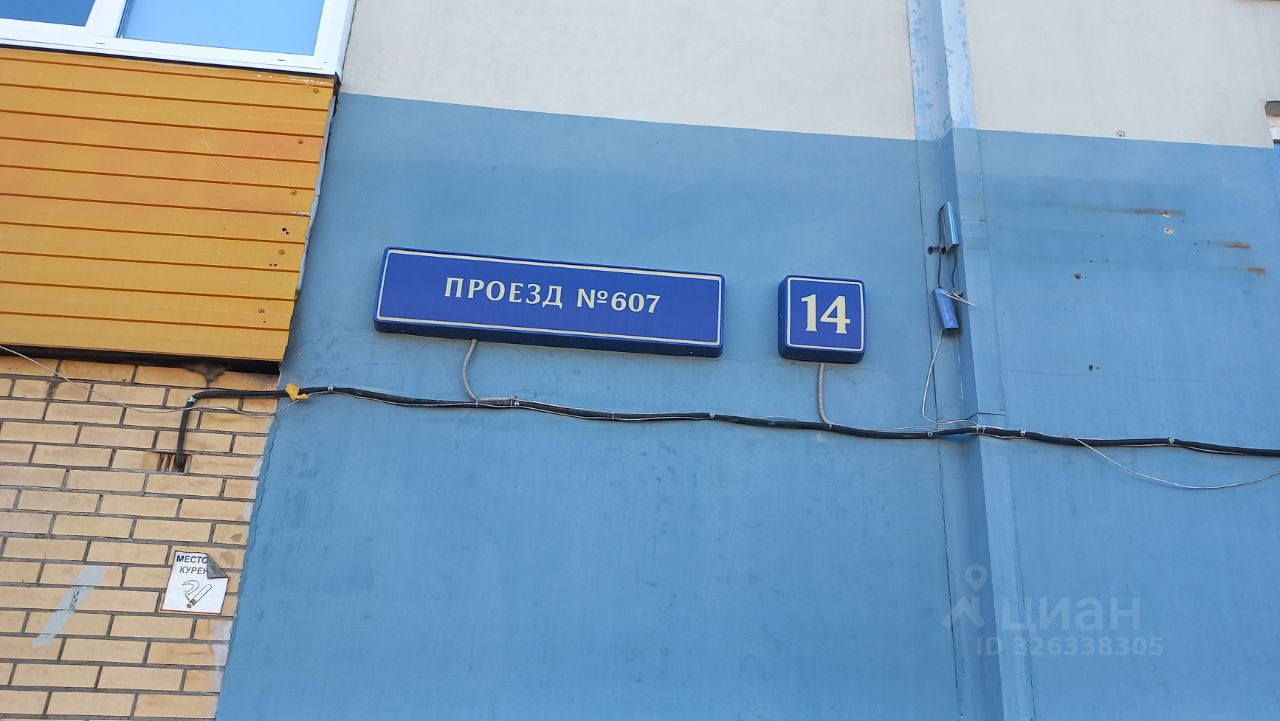 ПРОЕЗД №607
14
МЕСТО
КУРЕН
циан
ID 326338305